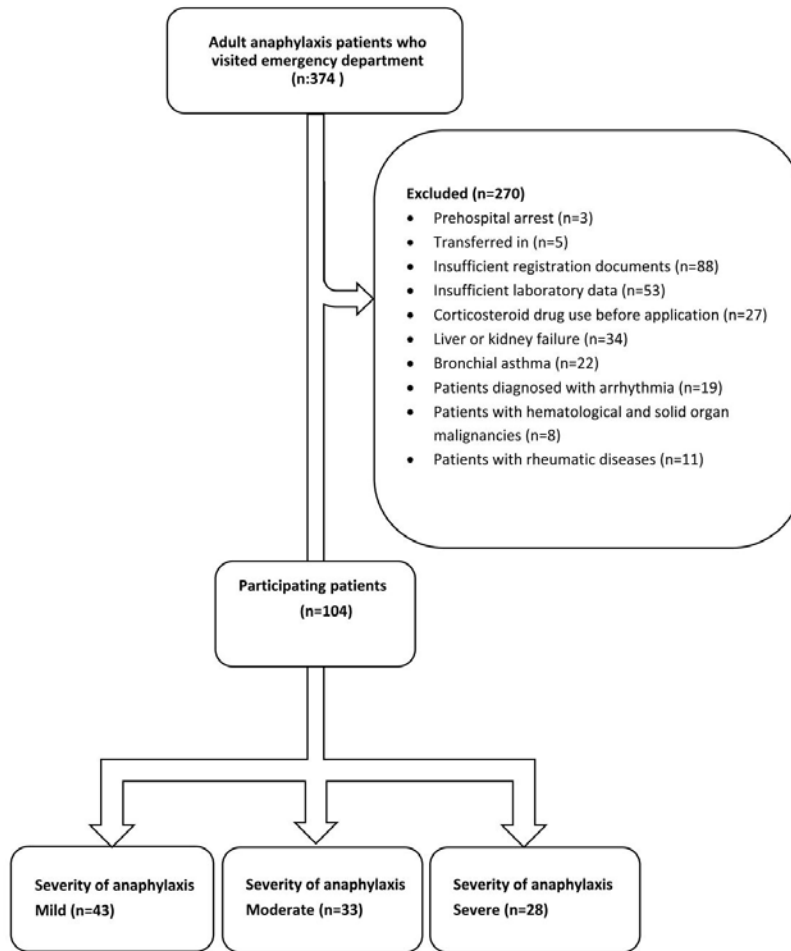 Adult anaphylaxis patients who
visited emergency department
(n:374 )
Excluded (n=270)
• Prehospital arrest (n=3)
• Transferred in (n=5)
• Insufficient registration documents (n=88)
• Insufficient laboratory data (n=53)
• Corticosteroid drug use before application (n=27)
• Liver or kidney failure (n=34)
• Bronchial asthma (n=22)
• Patients diagnosed with arrhythmia (n=19)
• Patients with hematological and solid organ
malignancies (n=8)
• Patients with rheumatic diseases (n=11)
Participating patients
(n=104)
Severity of anaphylaxis
Mild (n=43)
Severity of anaphylaxis
Moderate (n=33)
Severity of anaphylaxis
Severe (n=28)